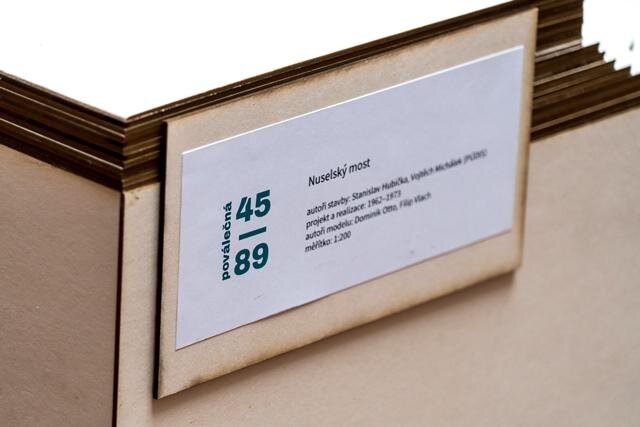 poválečná
45
89
Nuselský most
autoři stavby: Stanislav Hubička, Vojtěch Michálek (PÚDIS)
projekt a realizace: 1962–1973
autoři modelu: Dominik Otto, Filip Vlach
měřítko: 1:200